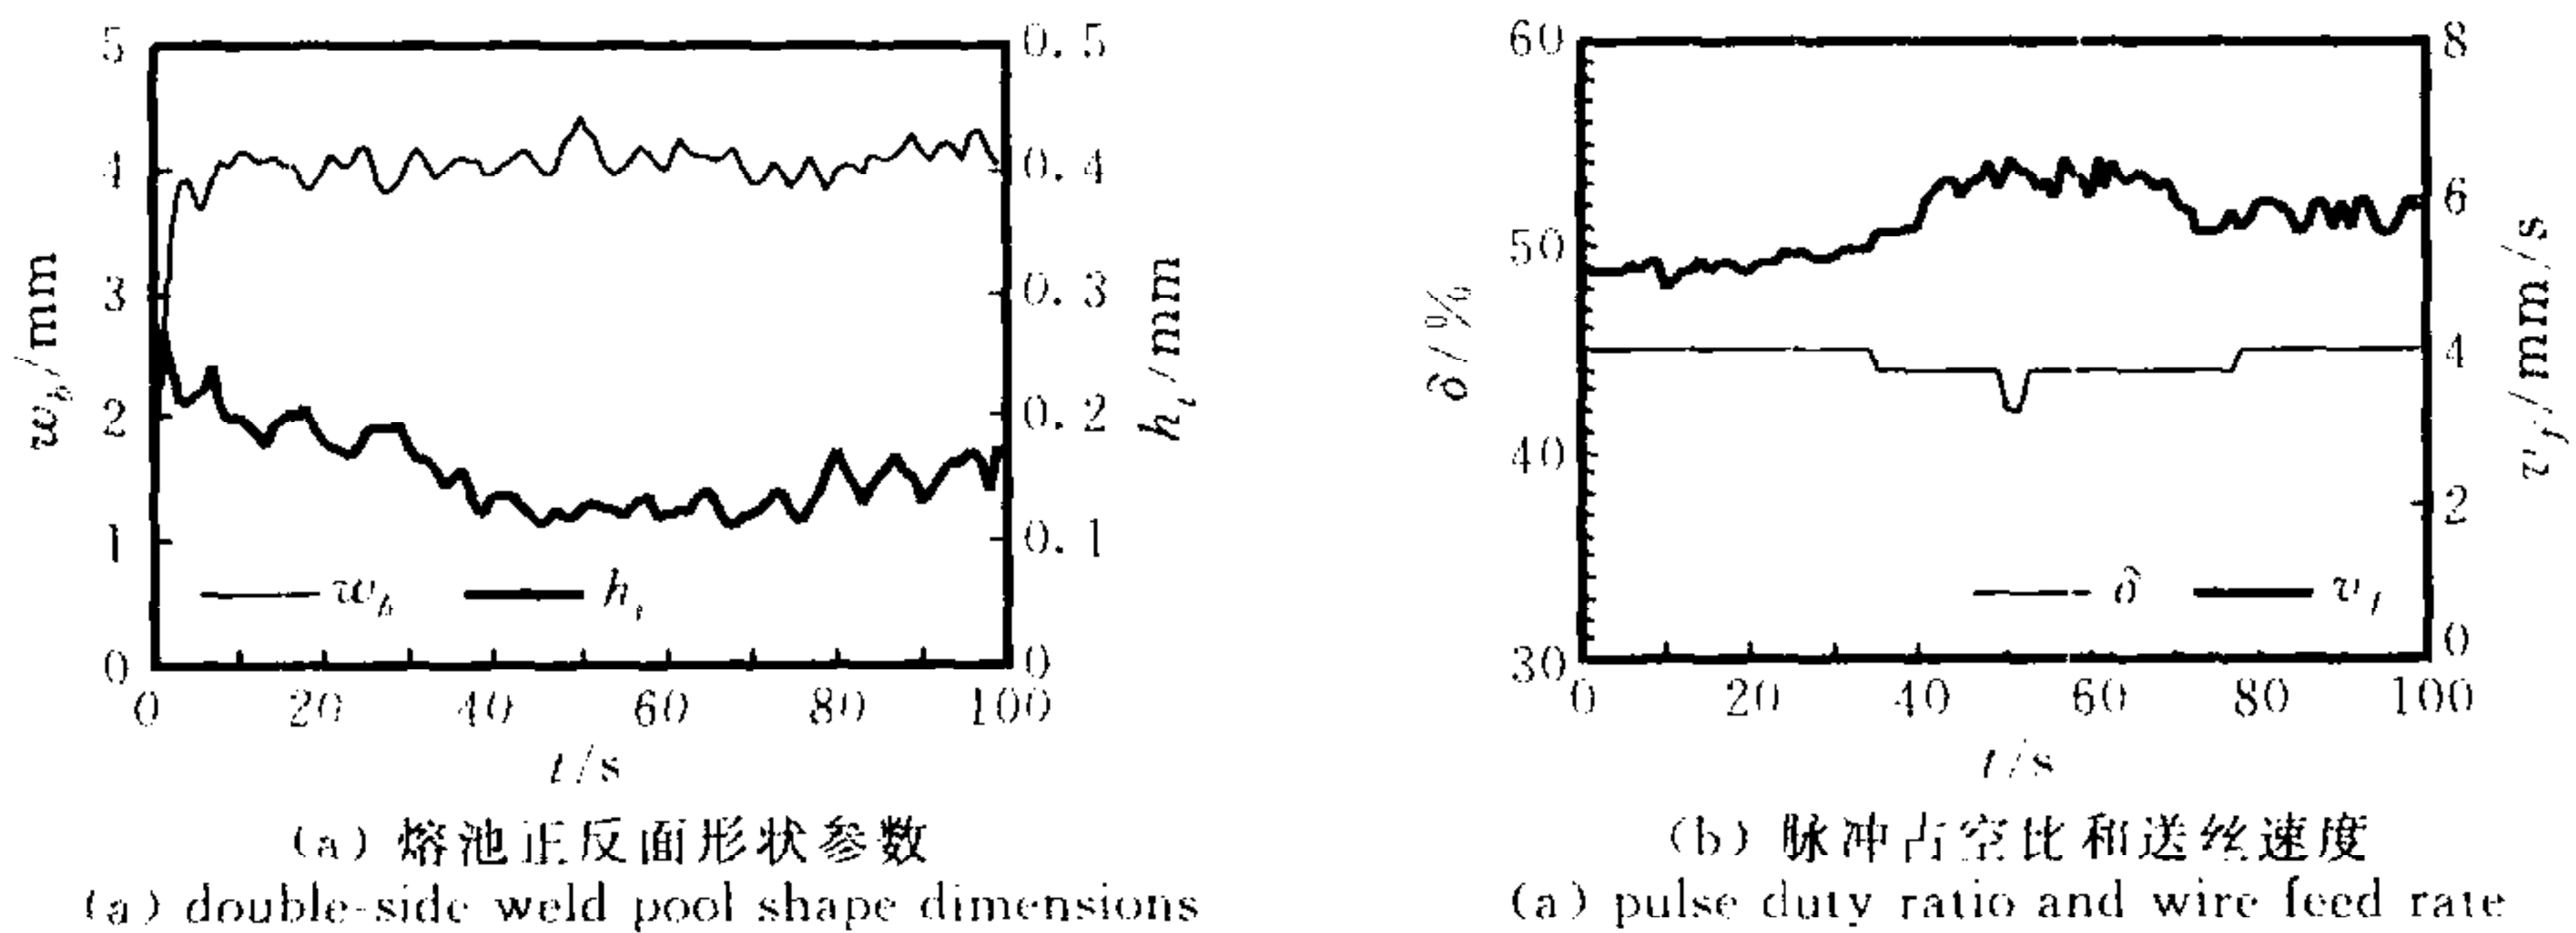 5
4
3
2
1
0
w_b/mm
0.5
0.4
0.3
0.2
0.1
0
h_t/mm
w_b h_t
0 20 40 60 80 100
t/s
(a) 熔池正反面形状参数
(a) double-side weld pool shape dimensions
60
50
40
30
δ/%
8
6
4
2
0
v_f/mm/s
δ v_f
0 20 40 60 80 100
t/s
(b) 脉冲占空比和送丝速度
(a) pulse duty ratio and wire feed rate